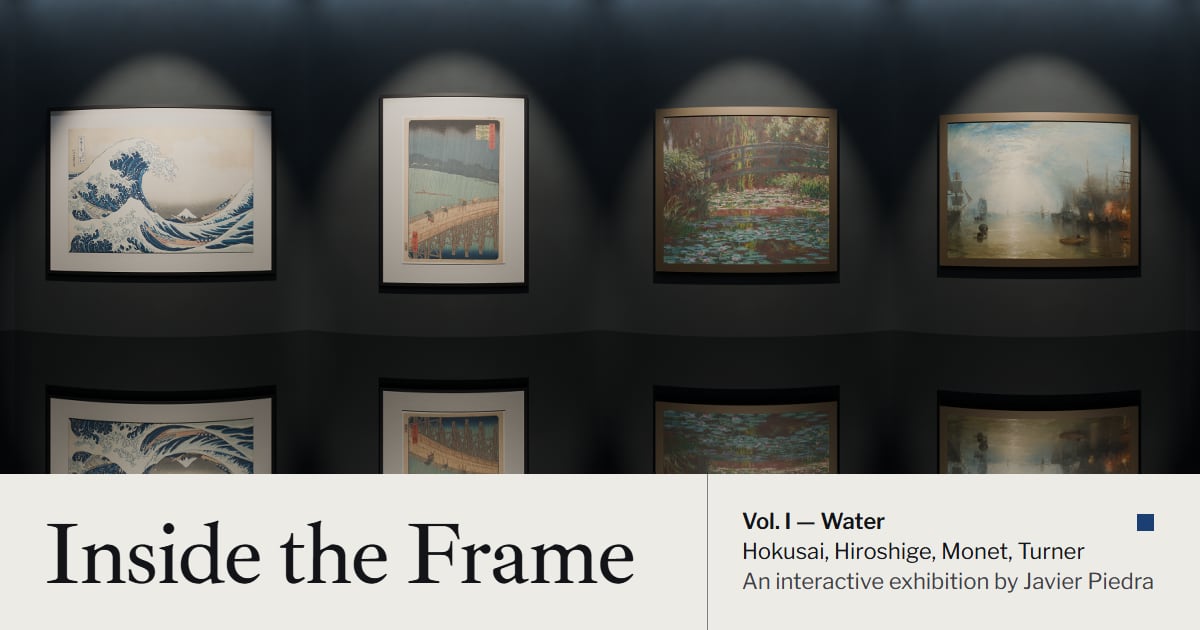 Inside the Frame
Vol. I — Water
Hokusai, Hiroshige, Monet, Turner
An interactive exhibition by Javier Piedra